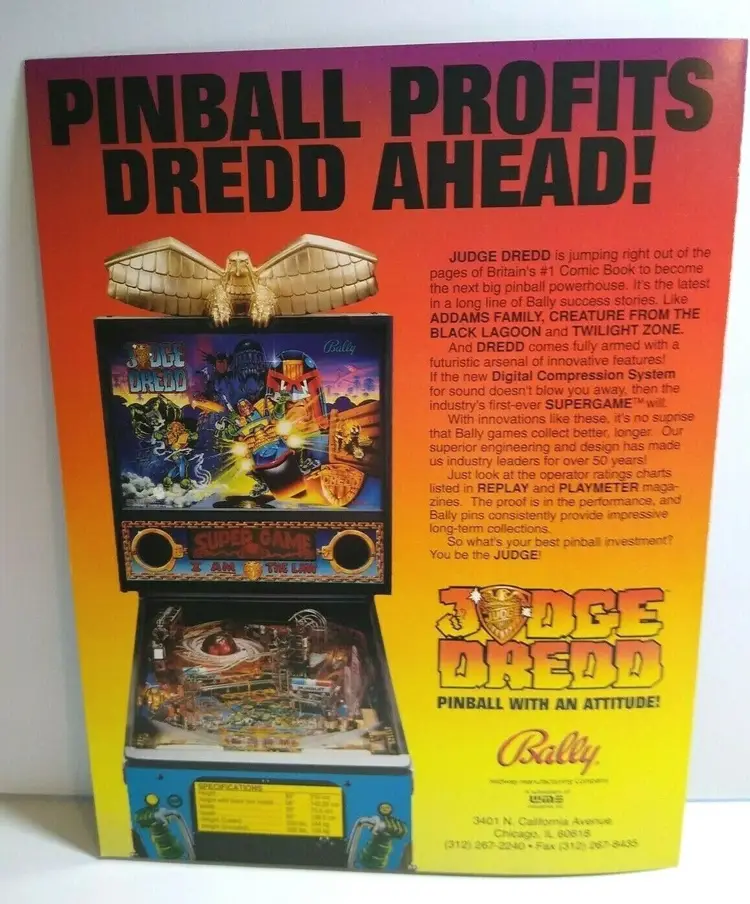 PINBALL PROFITS
DREDD AHEAD!
JUDGE DREDD is jumping right out of the
pages of Britain's #1 Comic Book to become
the next big pinball powerhouse. It's the latest
in a long line of Bally success stories. Like
ADDAMS FAMILY, CREATURE FROM THE
BLACK LAGOON and TWILIGHT ZONE.
And DREDD comes fully armed with a
futuristic arsenal of innovative features!
If the new Digital Compression System
for sound doesn't blow you away, then the
industry's first-ever SUPERGAME™ will.
With innovations like these, it's no suprise
that Bally games collect better, longer. Our
superior engineering and design has made
us industry leaders for over 50 years!
Just look at the operator ratings charts
listed in REPLAY and PLAYMETER maga-
zines. The proof is in the performance, and
Bally pins consistently provide impressive
long-term collections.
So what's your best pinball investment?
You be the JUDGE!
JUDGE
DREDD
Bally
SUPER GAME
I AM THE LAW
SPECIFICATIONS
JUDGE
DREDD
PINBALL WITH AN ATTITUDE!
Bally
Midway Manufacturing Company
A subsidiary of
WMS
3401 N. California Avenue
Chicago, IL 60618
(312) 267-2240 • Fax (312) 267-8435